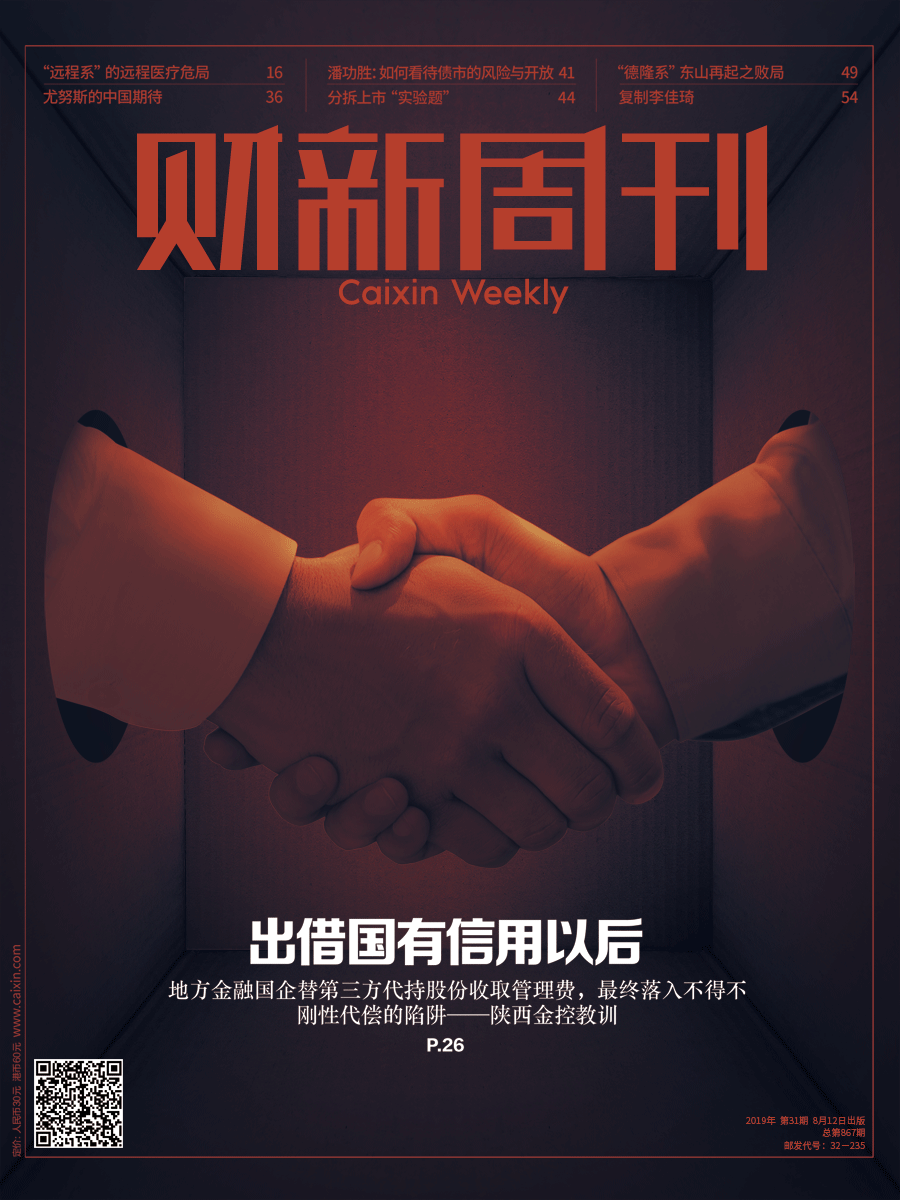 “远程系”的远程医疗危局 16
尤努斯的中国期待 36
潘功胜：如何看待债市的风险与开放 41
分拆上市“实验题” 44
“德隆系”东山再起之败局 49
复制李佳琦 54
财新周刊
Caixin Weekly
出借国有信用以后
地方金融国企替第三方代持股份收取管理费，最终落入不得不
刚性代偿的陷阱——陕西金控教训
P.26
定价：人民币30元 港币60元 www.caixin.com
2019年 第31期 8月12日出版
总第867期
邮发代号：32－235